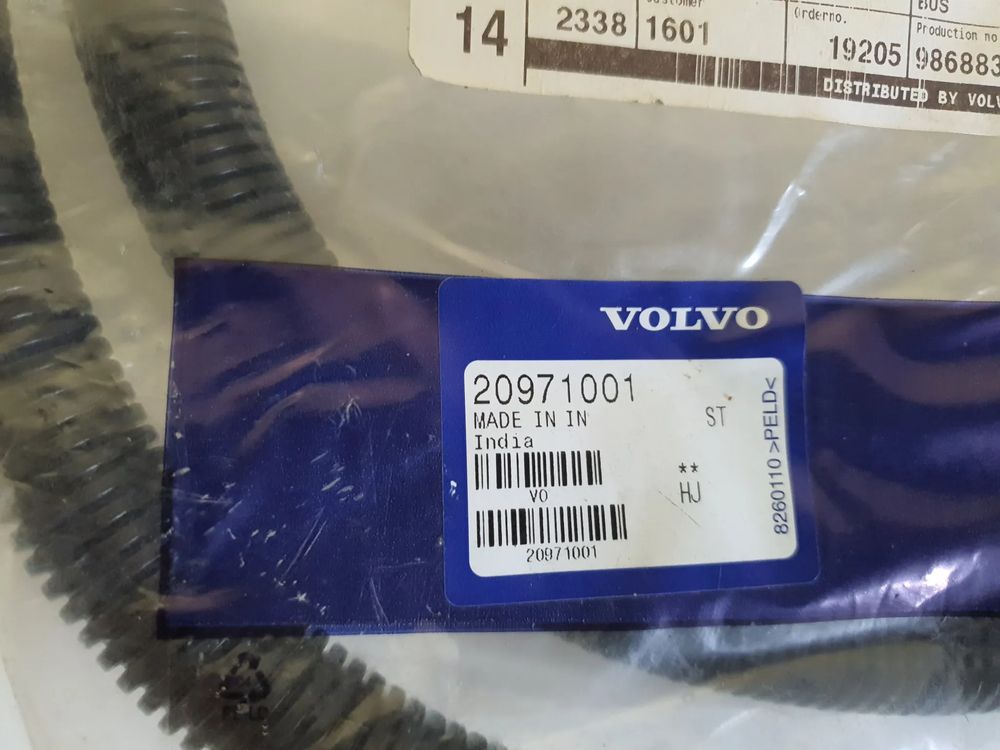 14
2338
1601
Orderno.
19205
BUS
Production no
986883
DISTRIBUTED BY VOLV
VOLVO
20971001
MADE IN IN
ST
India
**
VO
HJ
20971001
8260110 >PELD<